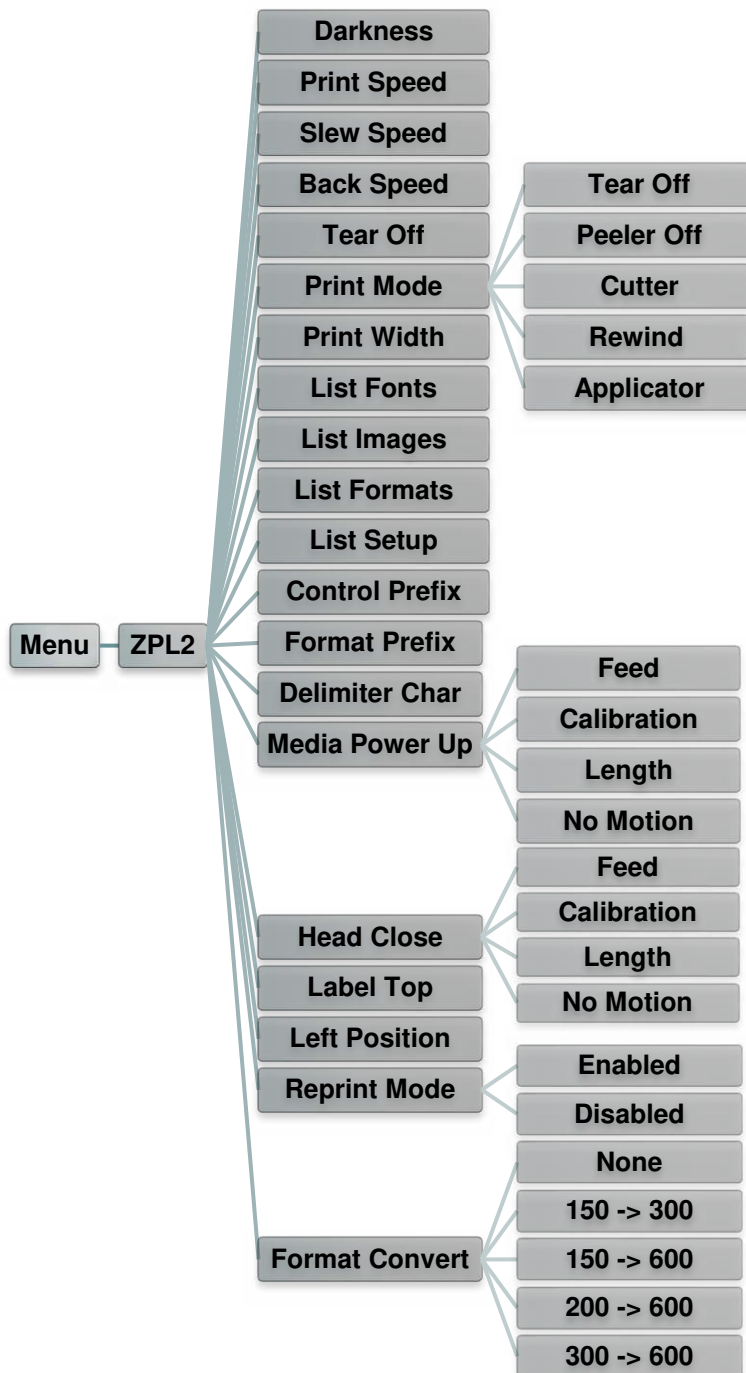 Darkness
Print Speed
Slew Speed
Back Speed
Tear Off
Print Mode
Tear Off
Peeler Off
Cutter
Rewind
Applicator
Print Width
List Fonts
List Images
List Formats
List Setup
Control Prefix
Menu
ZPL2
Format Prefix
Delimiter Char
Media Power Up
Feed
Calibration
Length
No Motion
Head Close
Feed
Calibration
Length
No Motion
Label Top
Left Position
Reprint Mode
Enabled
Disabled
Format Convert
None
150 -> 300
150 -> 600
200 -> 600
300 -> 600